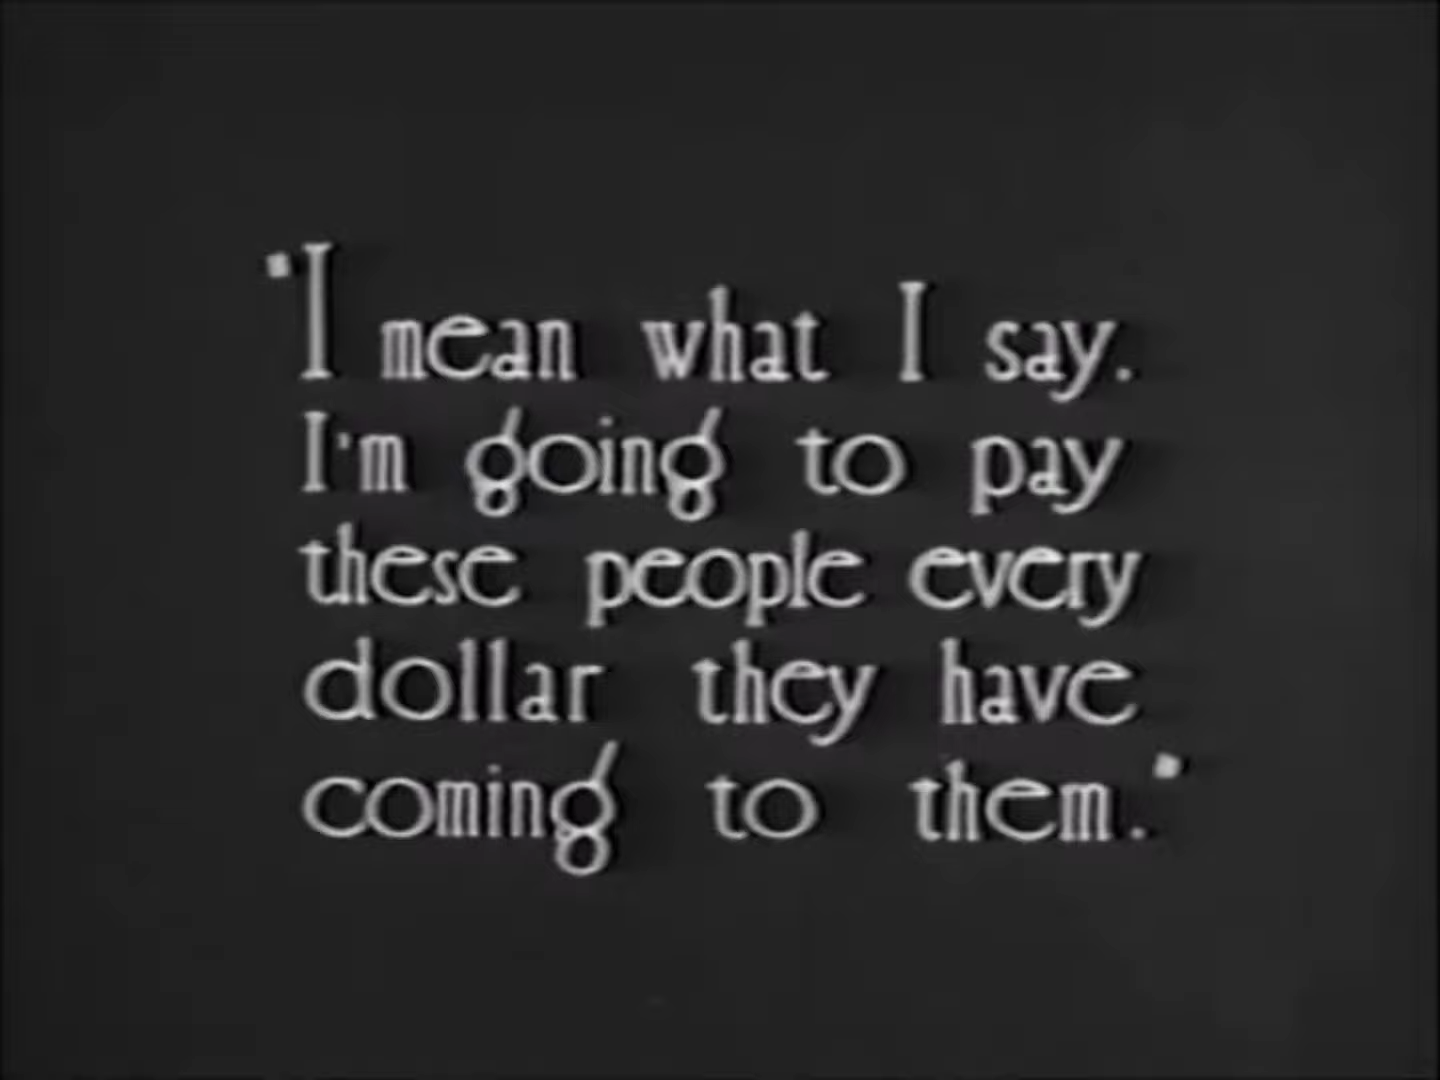 "I mean what I say.
I'm going to pay
these people every
dollar they have
coming to them."